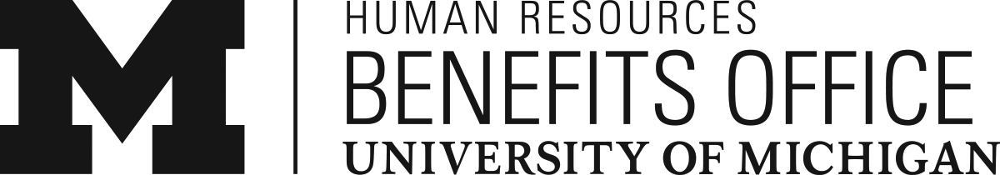 M
HUMAN RESOURCES
BENEFITS OFFICE
UNIVERSITY OF MICHIGAN